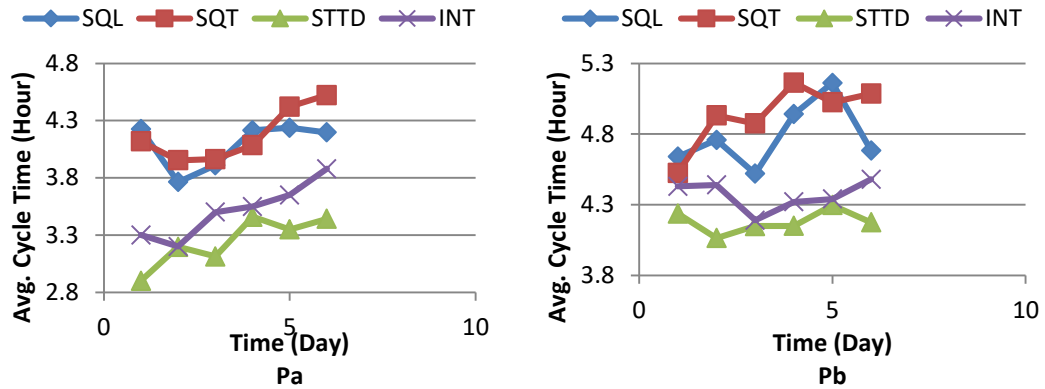 SQL SQT STTD INT
Avg. Cycle Time (Hour)
4.8
4.3
3.8
3.3
2.8
0 5 10
Time (Day)
Pa
SQL SQT STTD INT
Avg. Cycle Time (Hour)
5.3
4.8
4.3
3.8
0 5 10
Time (Day)
Pb